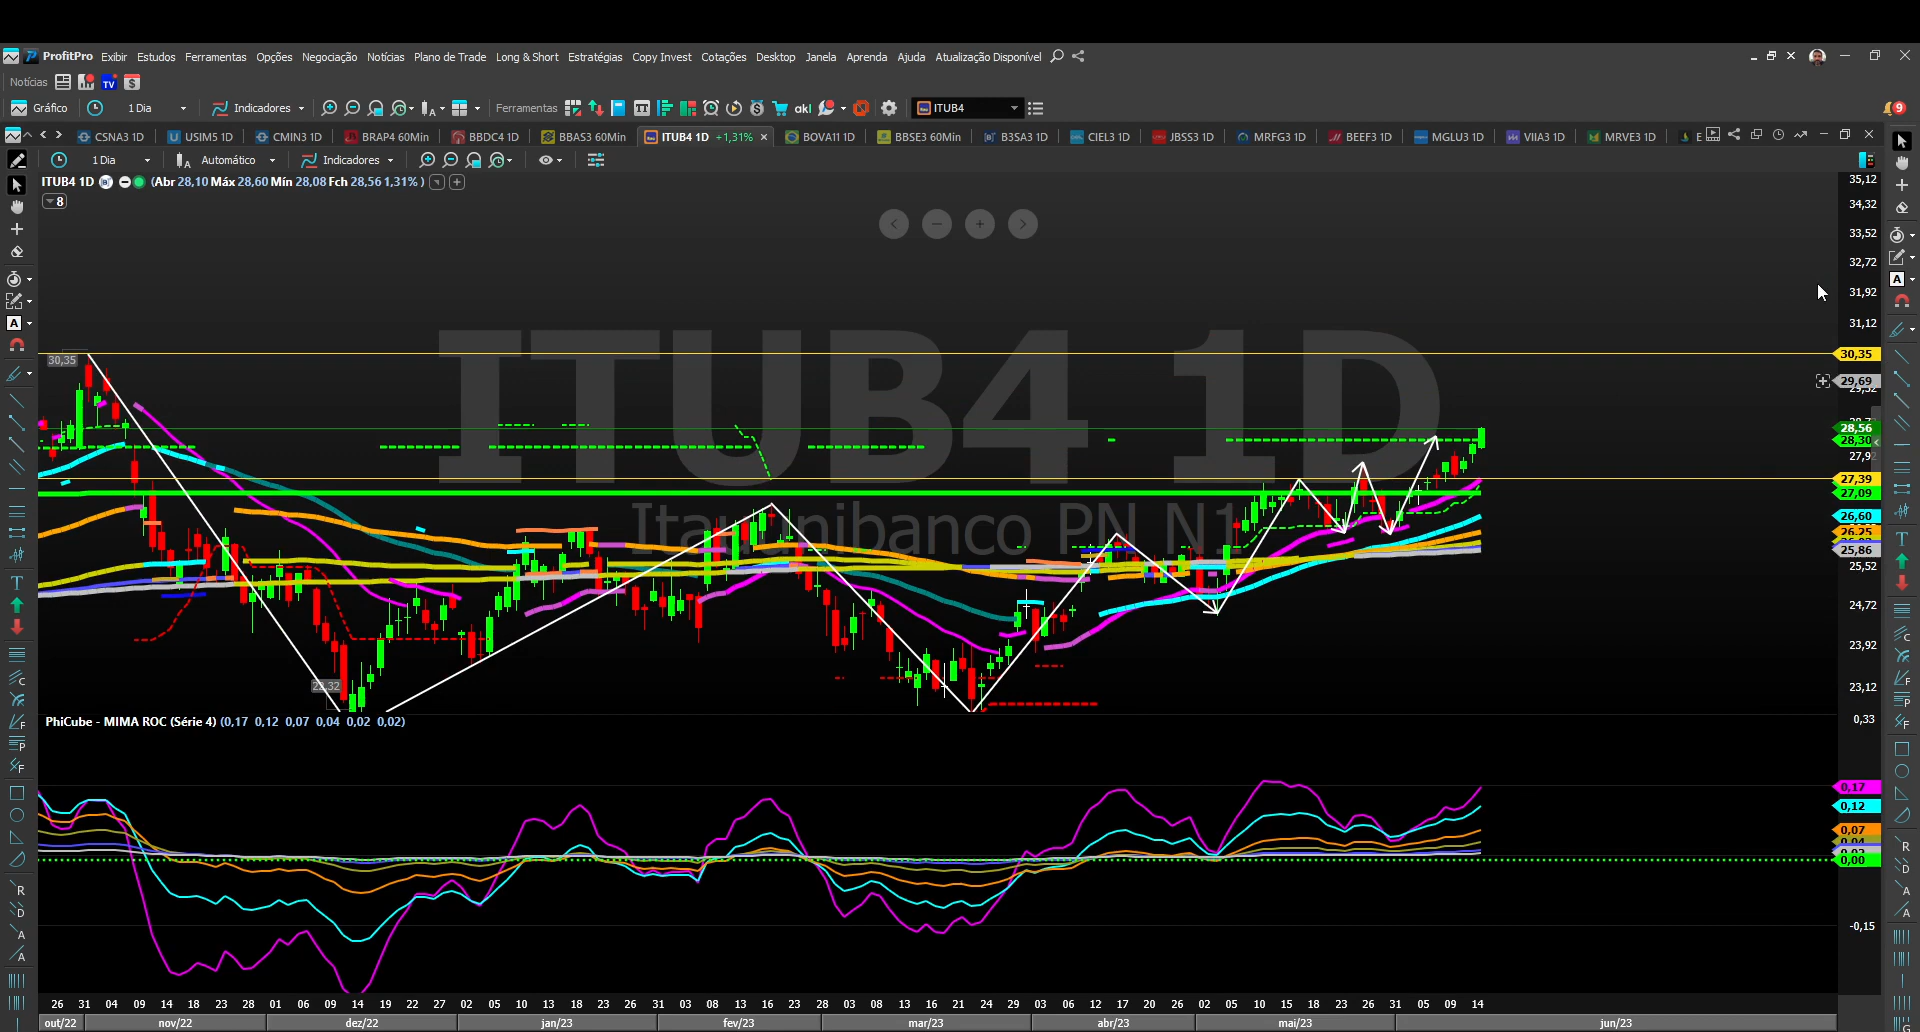 ProfitPro Exibir Estudos Ferramentas Opções Negociação Notícias Plano de Trade Long & Short Estratégias Copy Invest Cotações Desktop Janela Aprenda Ajuda Atualização Disponível
Notícias TV
Gráfico 1 Dia Indicadores Ferramentas TT akl ITUB4 9
CSNA3 1D USIM5 1D CMIN3 1D BRAP4 60Min BBDC4 1D BBAS3 60Min ITUB4 1D +1,31% BOVA11 1D BBSE3 60Min B3SA3 1D CIEL3 1D JBSS3 1D MRFG3 1D BEEF3 1D MGLU3 1D VIIA3 1D MRVE3 1D E
1 Dia Automático Indicadores
ITUB4 1D (Abr 28,10 Máx 28,60 Mín 28,08 Fch 28,56 1,31% )
8
35,12
34,32
33,52
32,72
31,92
31,12
ITUB4 1D
Itauunibanco PN N1
30,35
30,35
29,69
28,56
28,30
27,92
27,39
27,09
26,60
26,25
25,86
25,52
24,72
23,92
23,12
22,32
PhiCube - MIMA ROC (Série 4) (0,17 0,12 0,07 0,04 0,02 0,02)
0,33
0,17
0,12
0,07
0,00
-0,15
26 31 04 09 14 18 23 28 01 06 09 14 19 22 27 02 05 10 13 18 23 26 31 03 08 13 16 23 28 03 08 13 16 21 24 29 03 06 12 17 20 26 02 05 10 15 18 23 26 31 05 09 14
out/22 nov/22 dez/22 jan/23 fev/23 mar/23 abr/23 mai/23 jun/23